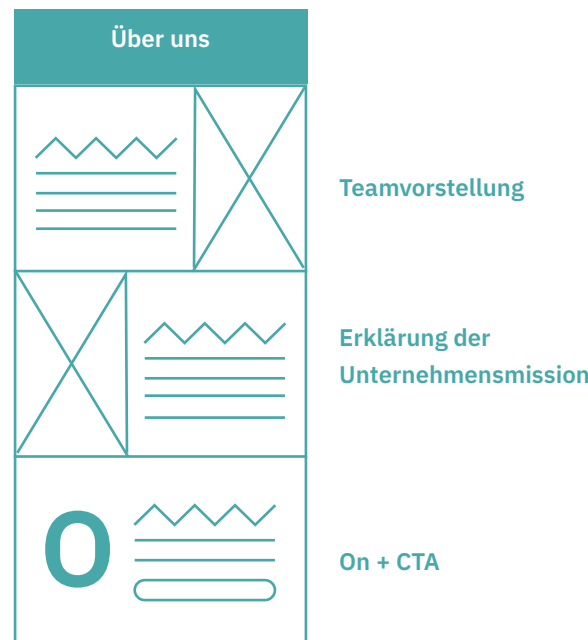 Über uns
Teamvorstellung
Erklärung der
Unternehmensmission
O
On + CTA